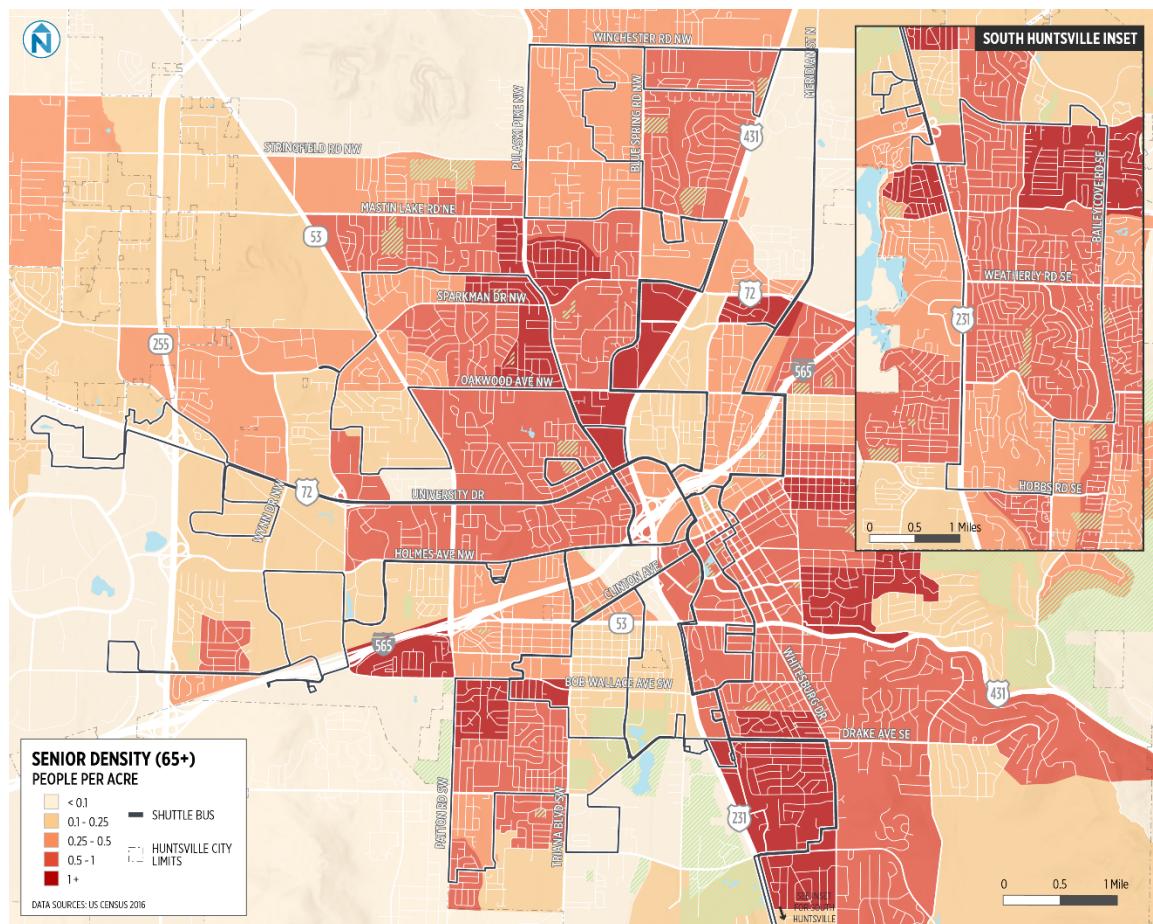 N
WINCHESTER RD NW
MERIDIAN ST N
SOUTH HUNTSVILLE INSET
PULASKI PIKE NW
BLUE SPRING RD NW
431
STRINGFIELD RD NW
MASTIN LAKE RD NE
53
BAILEY COVE RD SE
WEATHERLY RD SE
72
SPARKMAN DR NW
231
255
565
OAKWOOD AVE NW
HOBBS RD SE
72
UNIVERSITY DR
WYNN DR NW
0 0.5 1 Miles
HOLMES AVE NW
CLINTON AVE
53
565
WHITESBURG DR
BOB WALLACE AVE SW
431
DRAKE AVE SE
PATTON RD SW
TRIANA BLVD SW
231
SENIOR DENSITY (65+)
PEOPLE PER ACRE
< 0.1
0.1 - 0.25
0.25 - 0.5
0.5 - 1
1 +
SHUTTLE BUS
HUNTSVILLE CITY
LIMITS
DATA SOURCES: US CENSUS 2016
SEE INSET
FOR SOUTH
HUNTSVILLE
0 0.5 1 Mile